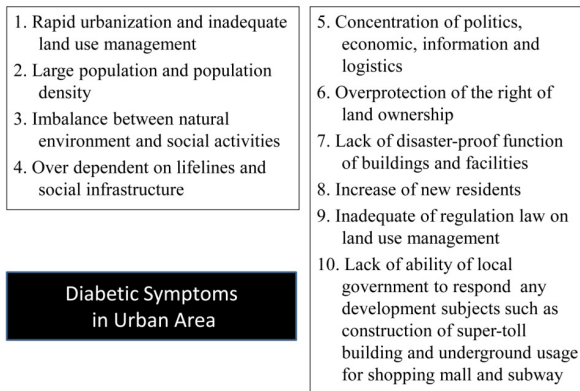 1. Rapid urbanization and inadequate
land use management
2. Large population and population
density
3. Imbalance between natural
environment and social activities
4. Over dependent on lifelines and
social infrastructure
Diabetic Symptoms
in Urban Area
5. Concentration of politics,
economic, information and
logistics
6. Overprotection of the right of
land ownership
7. Lack of disaster-proof function
of buildings and facilities
8. Increase of new residents
9. Inadequate of regulation law on
land use management
10. Lack of ability of local
government to respond any
development subjects such as
construction of super-toll
building and underground usage
for shopping mall and subway